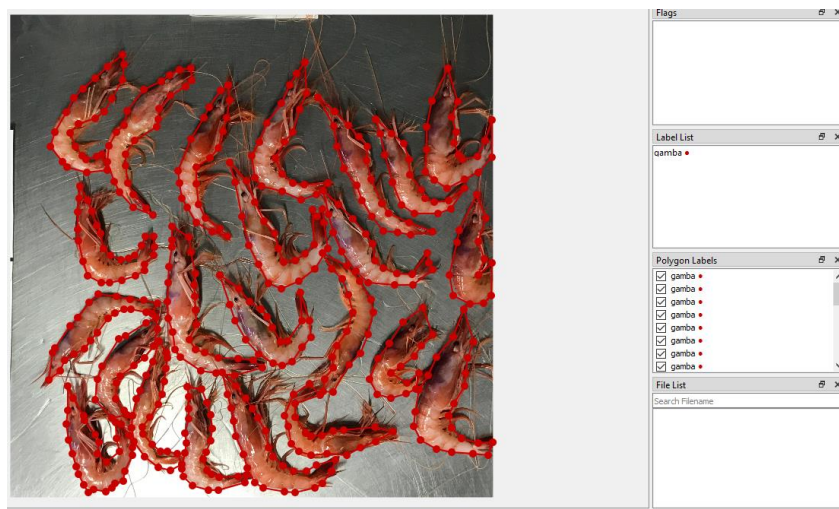 Flags
Label List
gamba
Polygon Labels
gamba
gamba
gamba
gamba
gamba
gamba
gamba
gamba
File List
Search Filename